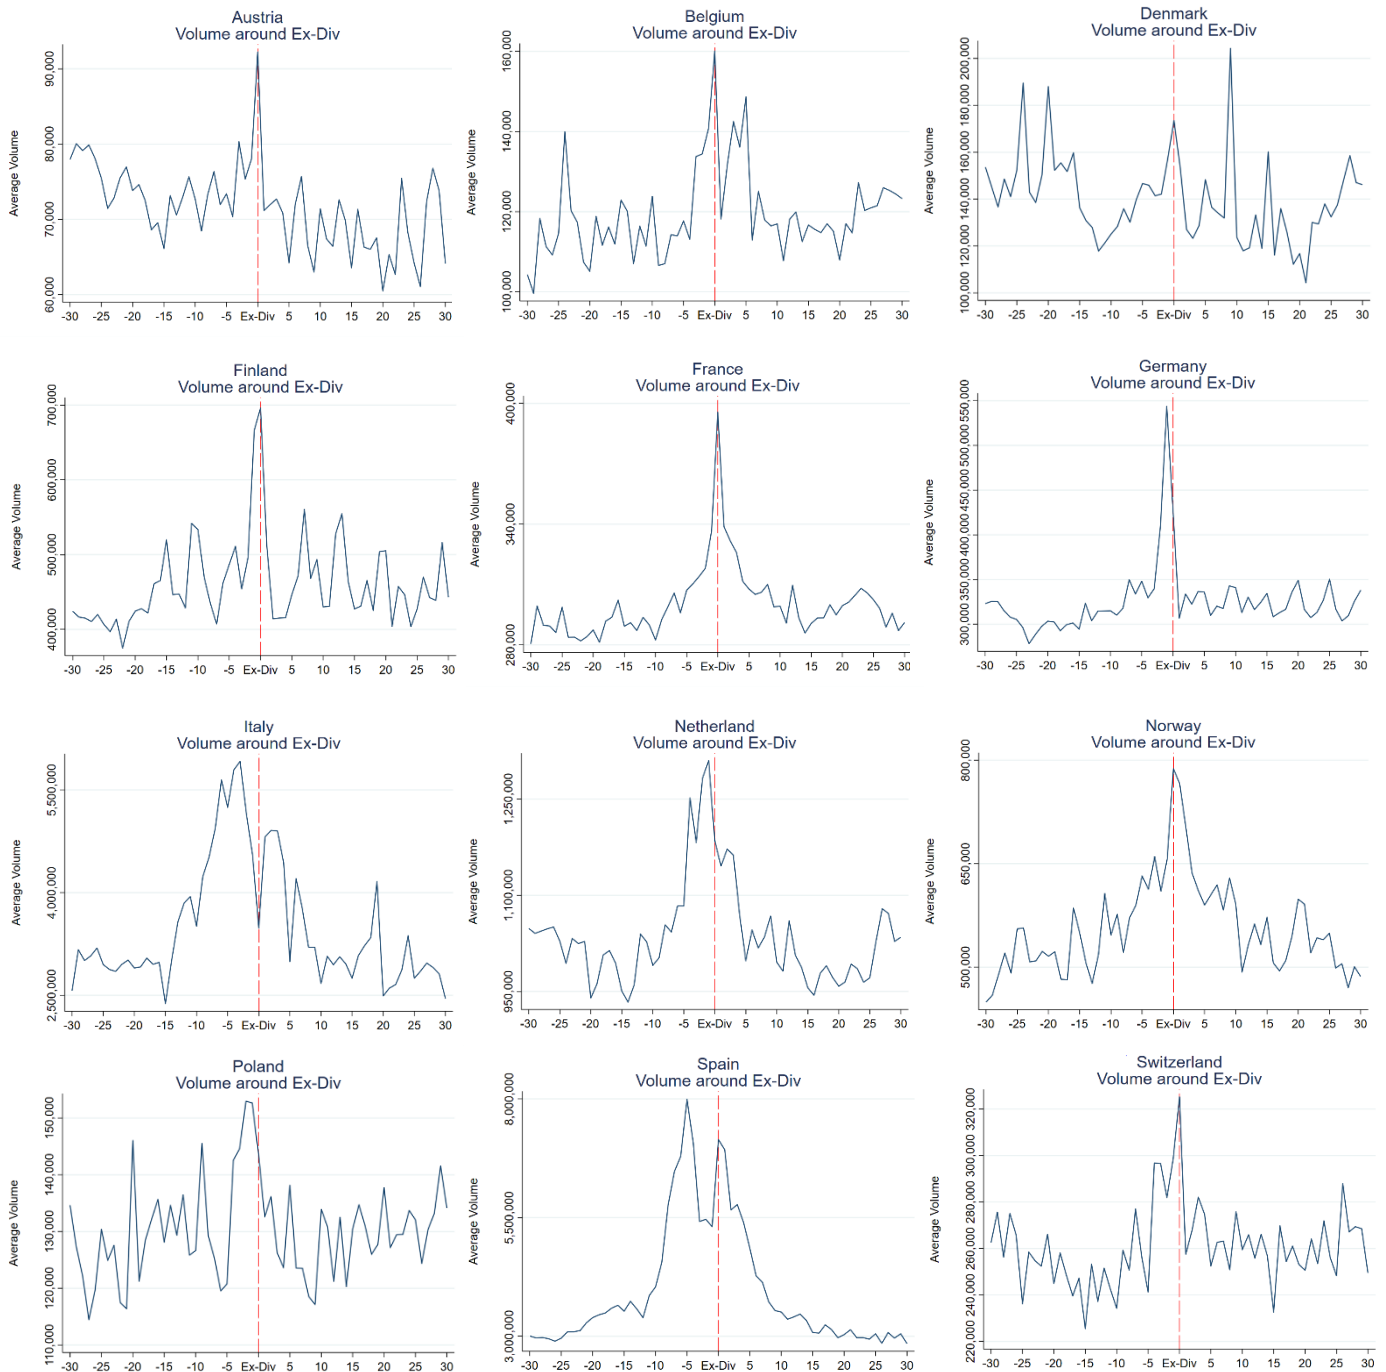 Austria
Volume around Ex-Div
Average Volume
90,000
80,000
70,000
60,000
-30 -25 -20 -15 -10 -5 Ex-Div 5 10 15 20 25 30
Belgium
Volume around Ex-Div
Average Volume
160,000
140,000
120,000
100,000
-30 -25 -20 -15 -10 -5 Ex-Div 5 10 15 20 25 30
Denmark
Volume around Ex-Div
Average Volume
200,000
180,000
160,000
140,000
120,000
100,000
-30 -25 -20 -15 -10 -5 Ex-Div 5 10 15 20 25 30
Finland
Volume around Ex-Div
Average Volume
700,000
600,000
500,000
400,000
-30 -25 -20 -15 -10 -5 Ex-Div 5 10 15 20 25 30
France
Volume around Ex-Div
Average Volume
400,000
340,000
280,000
-30 -25 -20 -15 -10 -5 Ex-Div 5 10 15 20 25 30
Germany
Volume around Ex-Div
Average Volume
550,000
500,000
450,000
400,000
350,000
300,000
-30 -25 -20 -15 -10 -5 Ex-Div 5 10 15 20 25 30
Italy
Volume around Ex-Div
Average Volume
5,500,000
4,000,000
2,500,000
-30 -25 -20 -15 -10 -5 Ex-Div 5 10 15 20 25 30
Netherland
Volume around Ex-Div
Average Volume
1,250,000
1,100,000
950,000
-30 -25 -20 -15 -10 -5 Ex-Div 5 10 15 20 25 30
Norway
Volume around Ex-Div
Average Volume
800,000
650,000
500,000
-30 -25 -20 -15 -10 -5 Ex-Div 5 10 15 20 25 30
Poland
Volume around Ex-Div
Average Volume
150,000
140,000
130,000
120,000
110,000
-30 -25 -20 -15 -10 -5 Ex-Div 5 10 15 20 25 30
Spain
Volume around Ex-Div
Average Volume
8,000,000
5,500,000
3,000,000
-30 -25 -20 -15 -10 -5 Ex-Div 5 10 15 20 25 30
Switzerland
Volume around Ex-Div
Average Volume
320,000
300,000
280,000
260,000
240,000
220,000
-30 -25 -20 -15 -10 -5 Ex-Div 5 10 15 20 25 30